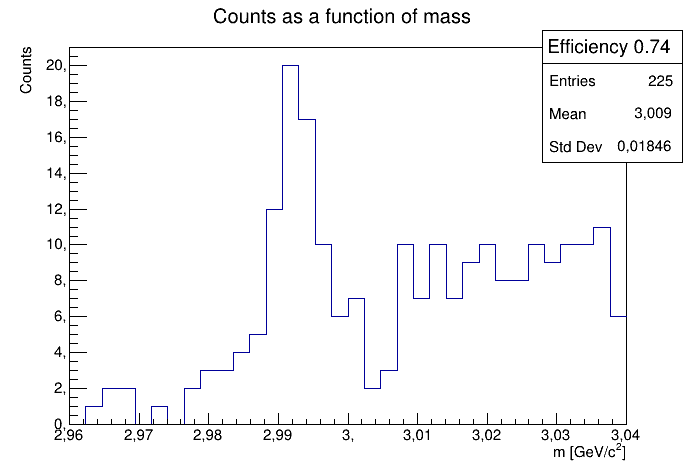 Counts as a function of mass
Efficiency 0.74
Entries 225
Mean 3,009
Std Dev 0,01846
Counts
20,
18,
16,
14,
12,
10,
8,
6,
4,
2,
0,
2,96 2,97 2,98 2,99 3, 3,01 3,02 3,03 3,04
m [GeV/c²]